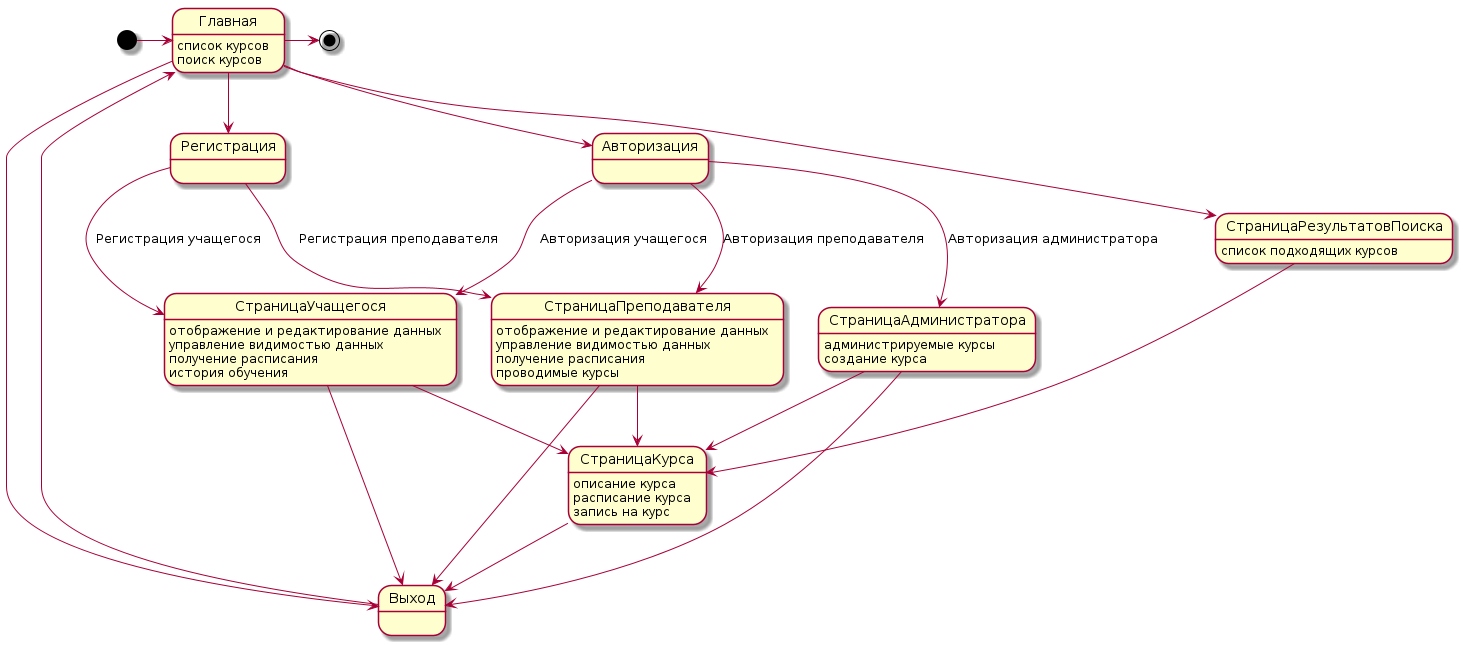 Главная
список курсов
поиск курсов
Регистрация
Авторизация
СтраницаРезультатовПоиска
список подходящих курсов
Регистрация учащегося
Регистрация преподавателя
Авторизация учащегося
Авторизация преподавателя
Авторизация администратора
СтраницаУчащегося
отображение и редактирование данных
управление видимостью данных
получение расписания
история обучения
СтраницаПреподавателя
отображение и редактирование данных
управление видимостью данных
получение расписания
проводимые курсы
СтраницаАдминистратора
администрируемые курсы
создание курса
СтраницаКурса
описание курса
расписание курса
запись на курс
Выход